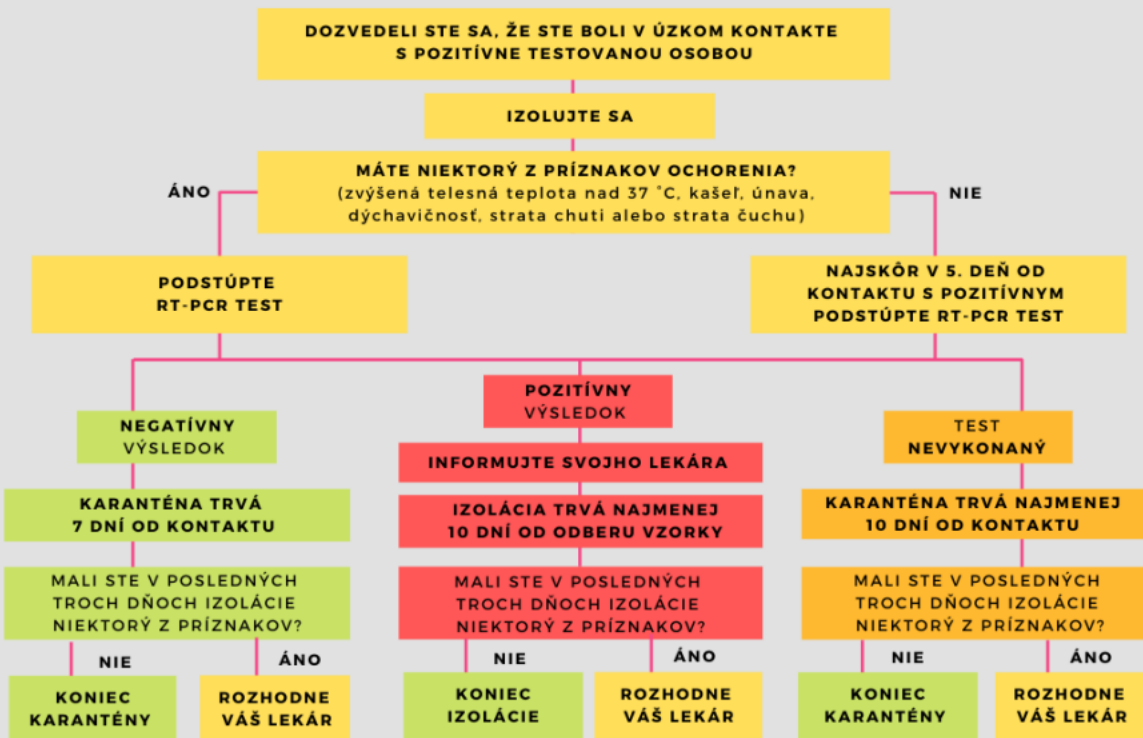 DOZVEDELI STE SA, ŽE STE BOLI V ÚZKOM KONTAKTE
S POZITÍVNE TESTOVANOU OSOBOU
IZOLUJTE SA
MÁTE NIEKTORÝ Z PRÍZNAKOV OCHORENIA?
(zvýšená telesná teplota nad 37 °C, kašeľ, únava,
dýchavičnosť, strata chuti alebo strata čuchu)
ÁNO
NIE
PODSTÚPTE
RT-PCR TEST
NAJSKÔR V 5. DEŇ OD
KONTAKTU S POZITÍVNYM
PODSTÚPTE RT-PCR TEST
NEGATÍVNY
VÝSLEDOK
KARANTÉNA TRVÁ
7 DNÍ OD KONTAKTU
MALI STE V POSLEDNÝCH
TROCH DŇOCH IZOLÁCIE
NIEKTORÝ Z PRÍZNAKOV?
NIE
ÁNO
KONIEC
KARANTÉNY
ROZHODNE
VÁŠ LEKÁR
POZITÍVNY
VÝSLEDOK
INFORMUJTE SVOJHO LEKÁRA
IZOLÁCIA TRVÁ NAJMENEJ
10 DNÍ OD ODBERU VZORKY
MALI STE V POSLEDNÝCH
TROCH DŇOCH IZOLÁCIE
NIEKTORÝ Z PRÍZNAKOV?
NIE
ÁNO
KONIEC
IZOLÁCIE
ROZHODNE
VÁŠ LEKÁR
TEST
NEVYKONANÝ
KARANTÉNA TRVÁ NAJMENEJ
10 DNÍ OD KONTAKTU
MALI STE V POSLEDNÝCH
TROCH DŇOCH IZOLÁCIE
NIEKTORÝ Z PRÍZNAKOV?
NIE
ÁNO
KONIEC
KARANTÉNY
ROZHODNE
VÁŠ LEKÁR